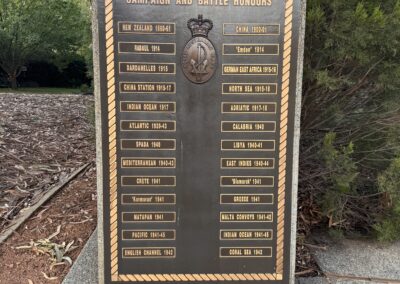 CAMPAIGN AND BATTLE HONOURS
NEW ZEALAND 1860-61
CHINA 1900-01
RABAUL 1914
'Emden' 1914
DARDANELLES 1915
GERMAN EAST AFRICA 1915-16
CHINA STATION 1915-17
NORTH SEA 1915-18
INDIAN OCEAN 1917
ADRIATIC 1917-18
ATLANTIC 1939-43
CALABRIA 1940
SPADA 1940
LIBYA 1940-41
MEDITERRANEAN 1940-43
EAST INDIES 1940-44
CRETE 1941
'Bismarck' 1941
'Kormoran' 1941
GREECE 1941
MATAPAN 1941
MALTA CONVOYS 1941-42
PACIFIC 1941-45
INDIAN OCEAN 1941-45
ENGLISH CHANNEL 1942
CORAL SEA 1942